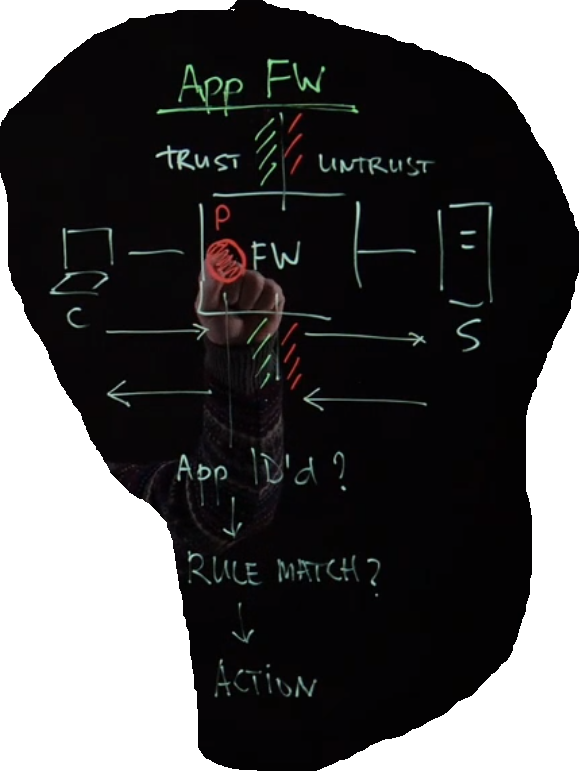 App FW
TRUST UNTRUST
P
FW
C
S
App ID'd?
RULE MATCH?
ACTION